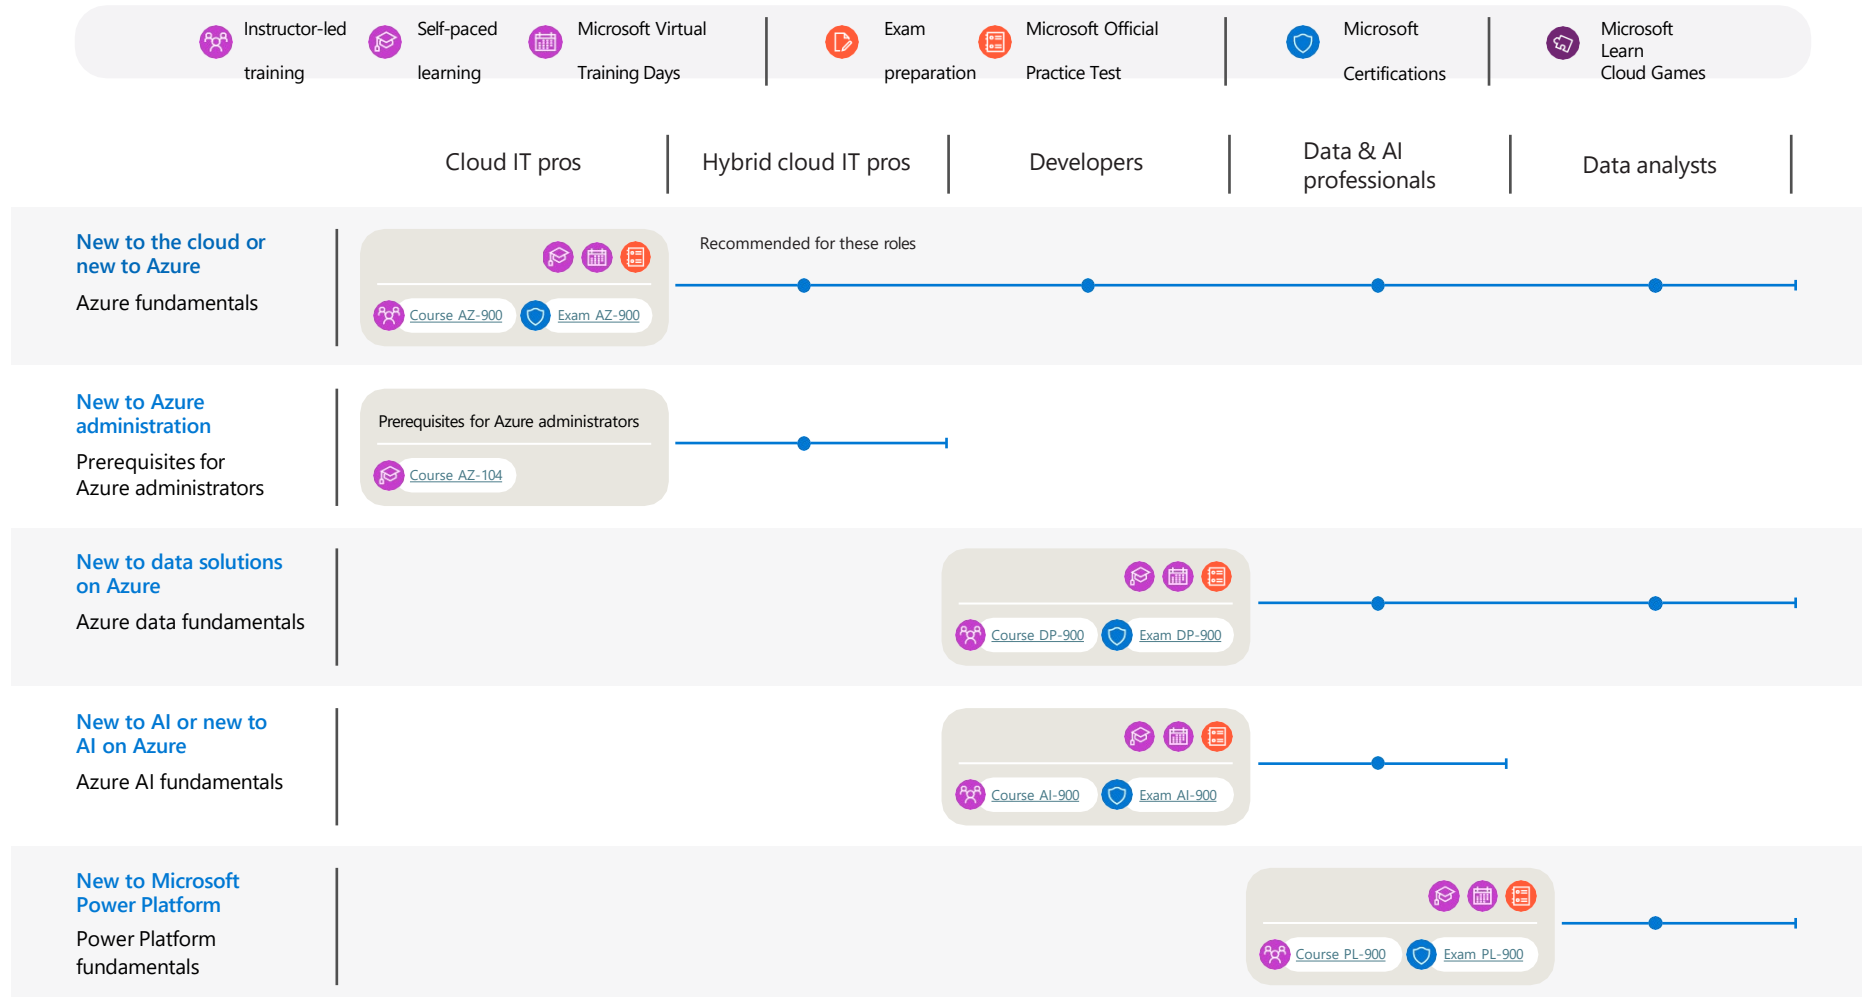 Instructor-led
training
Self-paced
learning
Microsoft Virtual
Training Days
Exam
preparation
Microsoft Official
Practice Test
Microsoft
Certifications
Microsoft
Learn
Cloud Games
Cloud IT pros
Hybrid cloud IT pros
Developers
Data & AI
professionals
Data analysts
New to the cloud or
new to Azure
Azure fundamentals
Course AZ-900
Exam AZ-900
Recommended for these roles
New to Azure
administration
Prerequisites for
Azure administrators
Prerequisites for Azure administrators
Course AZ-104
New to data solutions
on Azure
Azure data fundamentals
Course DP-900
Exam DP-900
New to AI or new to
AI on Azure
Azure AI fundamentals
Course AI-900
Exam AI-900
New to Microsoft
Power Platform
Power Platform
fundamentals
Course PL-900
Exam PL-900